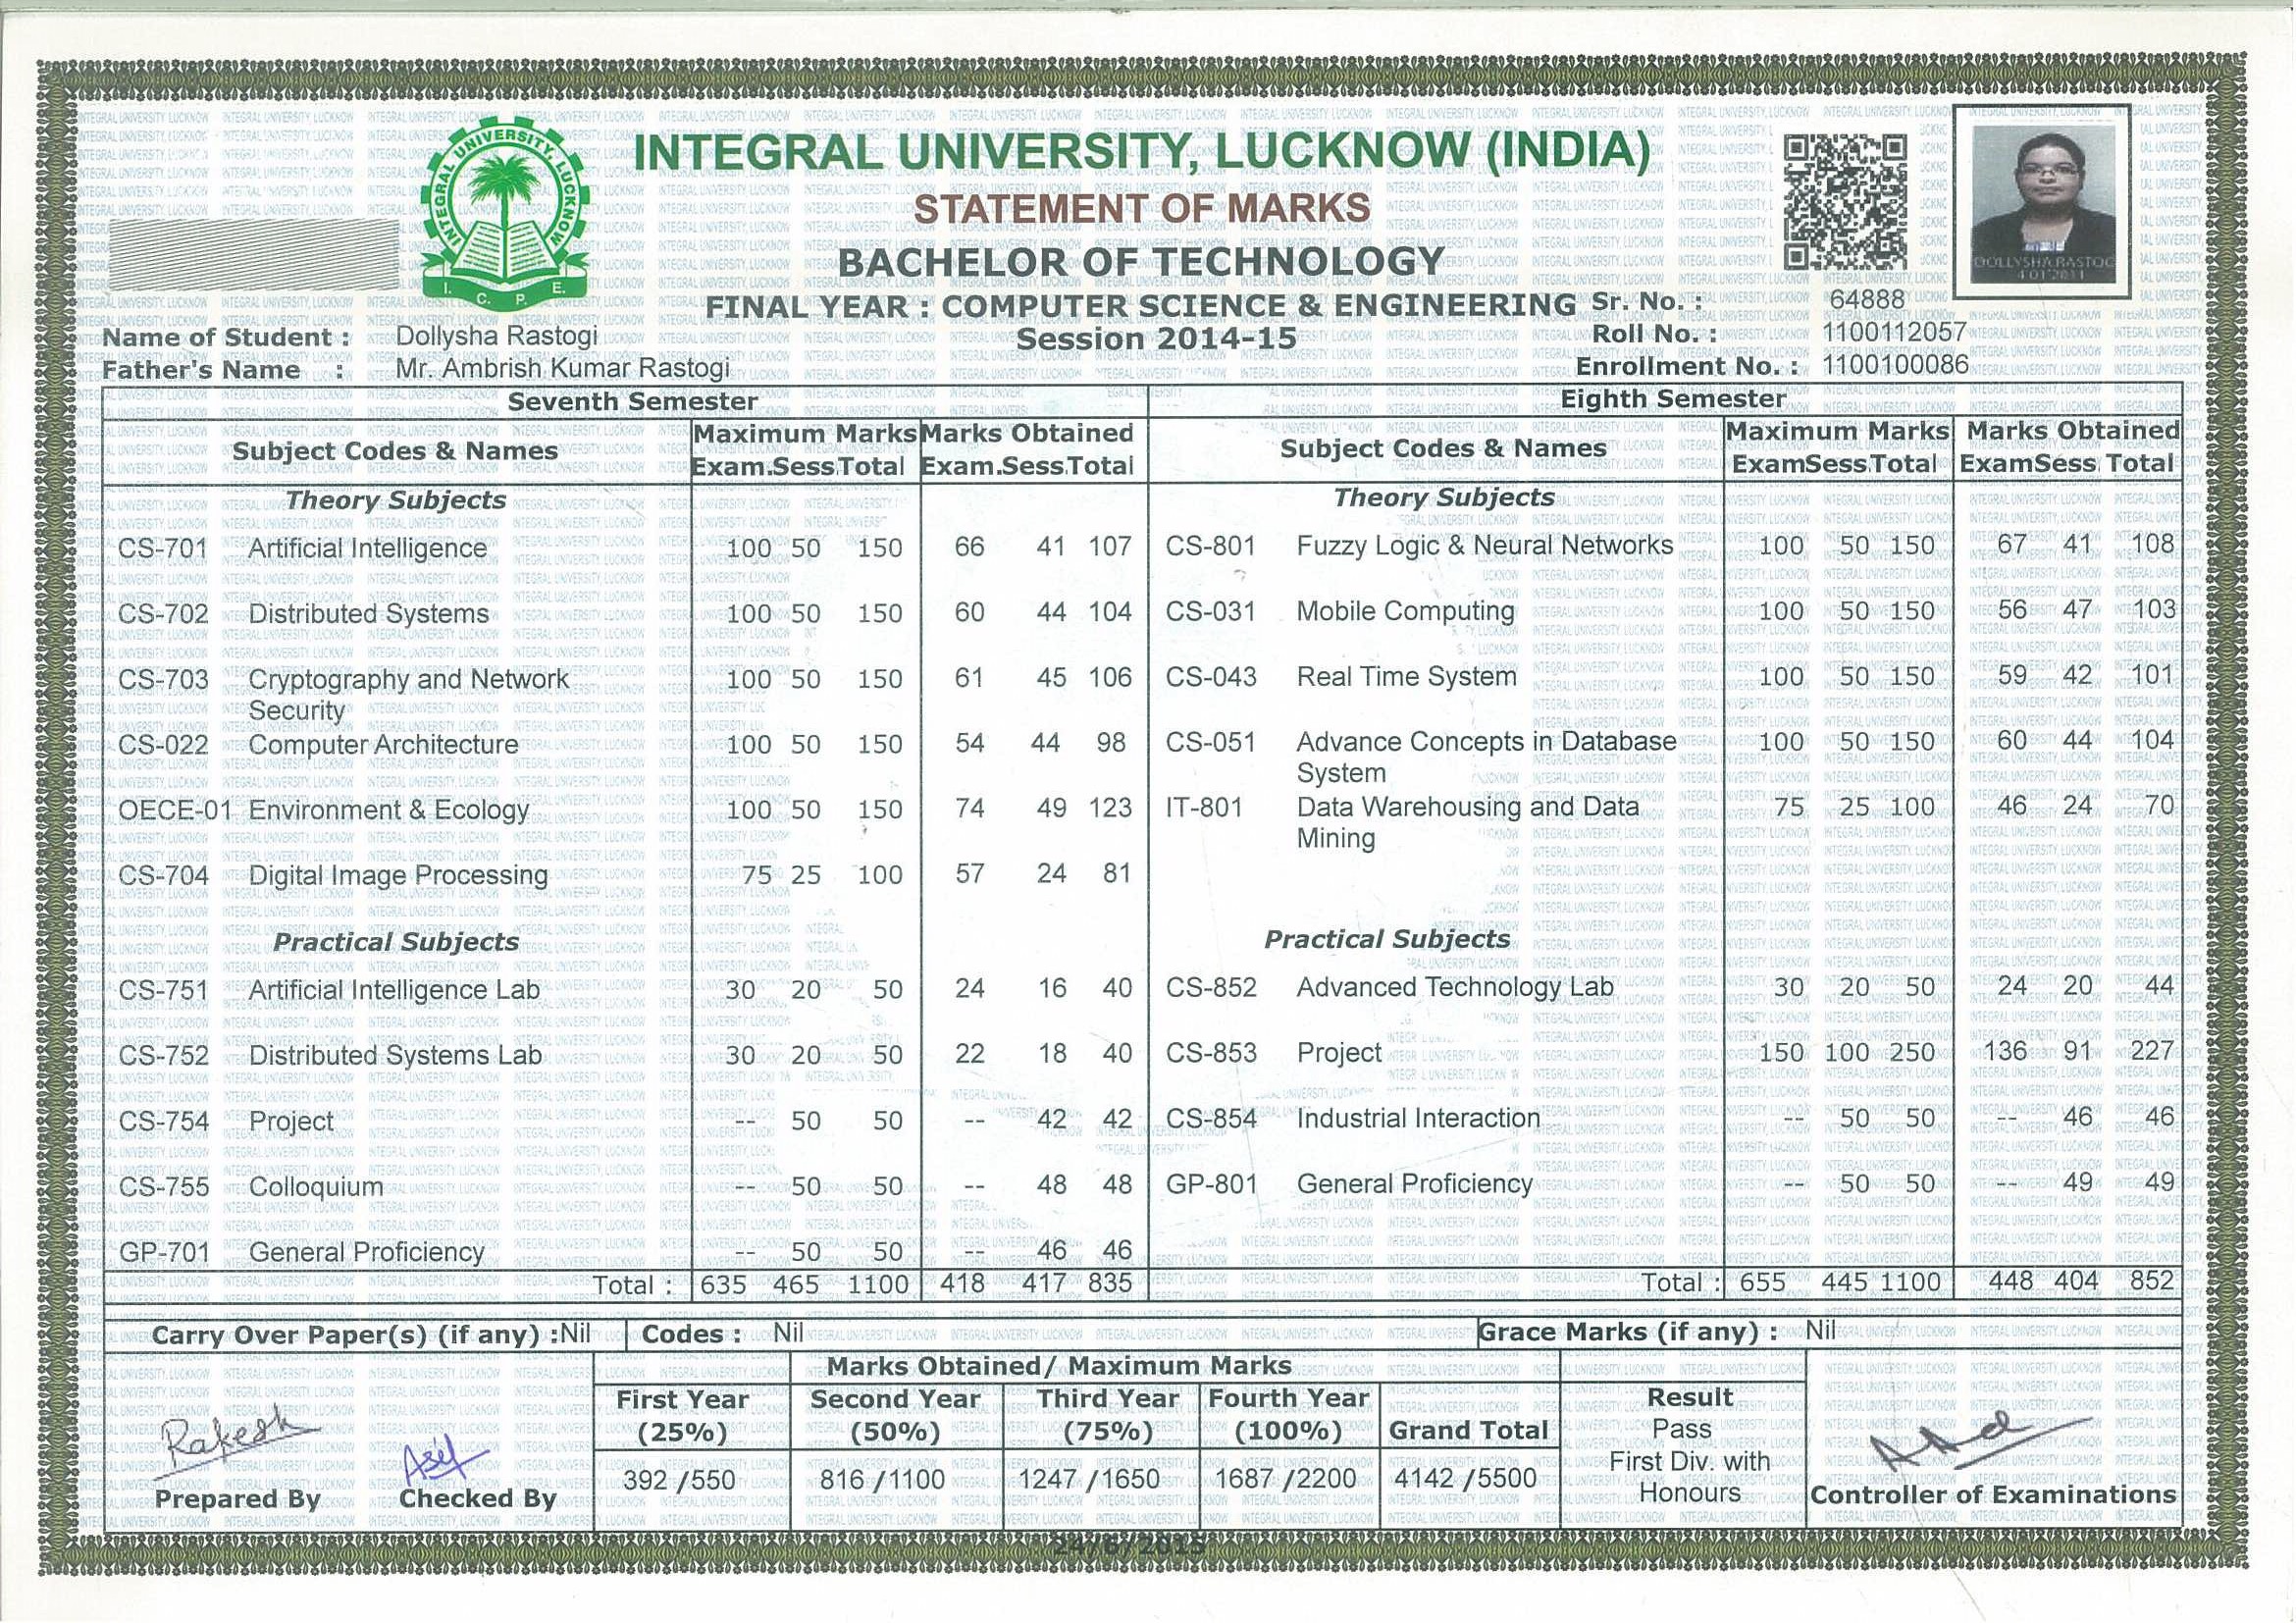 INTEGRAL UNIVERSITY, LUCKNOW
I. C. P. E.
INTEGRAL UNIVERSITY, LUCKNOW (INDIA)
STATEMENT OF MARKS
BACHELOR OF TECHNOLOGY
FINAL YEAR : COMPUTER SCIENCE & ENGINEERING
Session 2014-15
DOLLYSHA RASTOG
Sr. No. : 64888
Roll No. : 1100112057
Enrollment No. : 1100100086
Name of Student : Dollysha Rastogi
Father's Name : Mr. Ambrish Kumar Rastogi
Seventh Semester
Subject Codes & Names Maximum Marks Marks Obtained
Exam. Sess. Total Exam. Sess. Total
Theory Subjects
CS-701 Artificial Intelligence 100 50 150 66 41 107
CS-702 Distributed Systems 100 50 150 60 44 104
CS-703 Cryptography and Network 100 50 150 61 45 106
Security
CS-022 Computer Architecture 100 50 150 54 44 98
OECE-01 Environment & Ecology 100 50 150 74 49 123
CS-704 Digital Image Processing 75 25 100 57 24 81
Practical Subjects
CS-751 Artificial Intelligence Lab 30 20 50 24 16 40
CS-752 Distributed Systems Lab 30 20 50 22 18 40
CS-754 Project -- 50 50 -- 42 42
CS-755 Colloquium -- 50 50 -- 48 48
GP-701 General Proficiency -- 50 50 -- 46 46
Total : 635 465 1100 418 417 835
Eighth Semester
Subject Codes & Names Maximum Marks Marks Obtained
Exam Sess. Total Exam Sess Total
Theory Subjects
CS-801 Fuzzy Logic & Neural Networks 100 50 150 67 41 108
CS-031 Mobile Computing 100 50 150 56 47 103
CS-043 Real Time System 100 50 150 59 42 101
CS-051 Advance Concepts in Database 100 50 150 60 44 104
System
IT-801 Data Warehousing and Data 75 25 100 46 24 70
Mining
Practical Subjects
CS-852 Advanced Technology Lab 30 20 50 24 20 44
CS-853 Project 150 100 250 136 91 227
CS-854 Industrial Interaction -- 50 50 -- 46 46
GP-801 General Proficiency -- 50 50 -- 49 49
Total : 655 445 1100 448 404 852
Carry Over Paper(s) (if any) :Nil Codes : Nil Grace Marks (if any) : Nil
Marks Obtained/ Maximum Marks
First Year Second Year Third Year Fourth Year Grand Total
(25%) (50%) (75%) (100%)
392 /550 816 /1100 1247 /1650 1687 /2200 4142 /5500
Result
Pass
First Div. with
Honours
Rakesh
Prepared By
Asif
Checked By
Controller of Examinations
24/6/2015